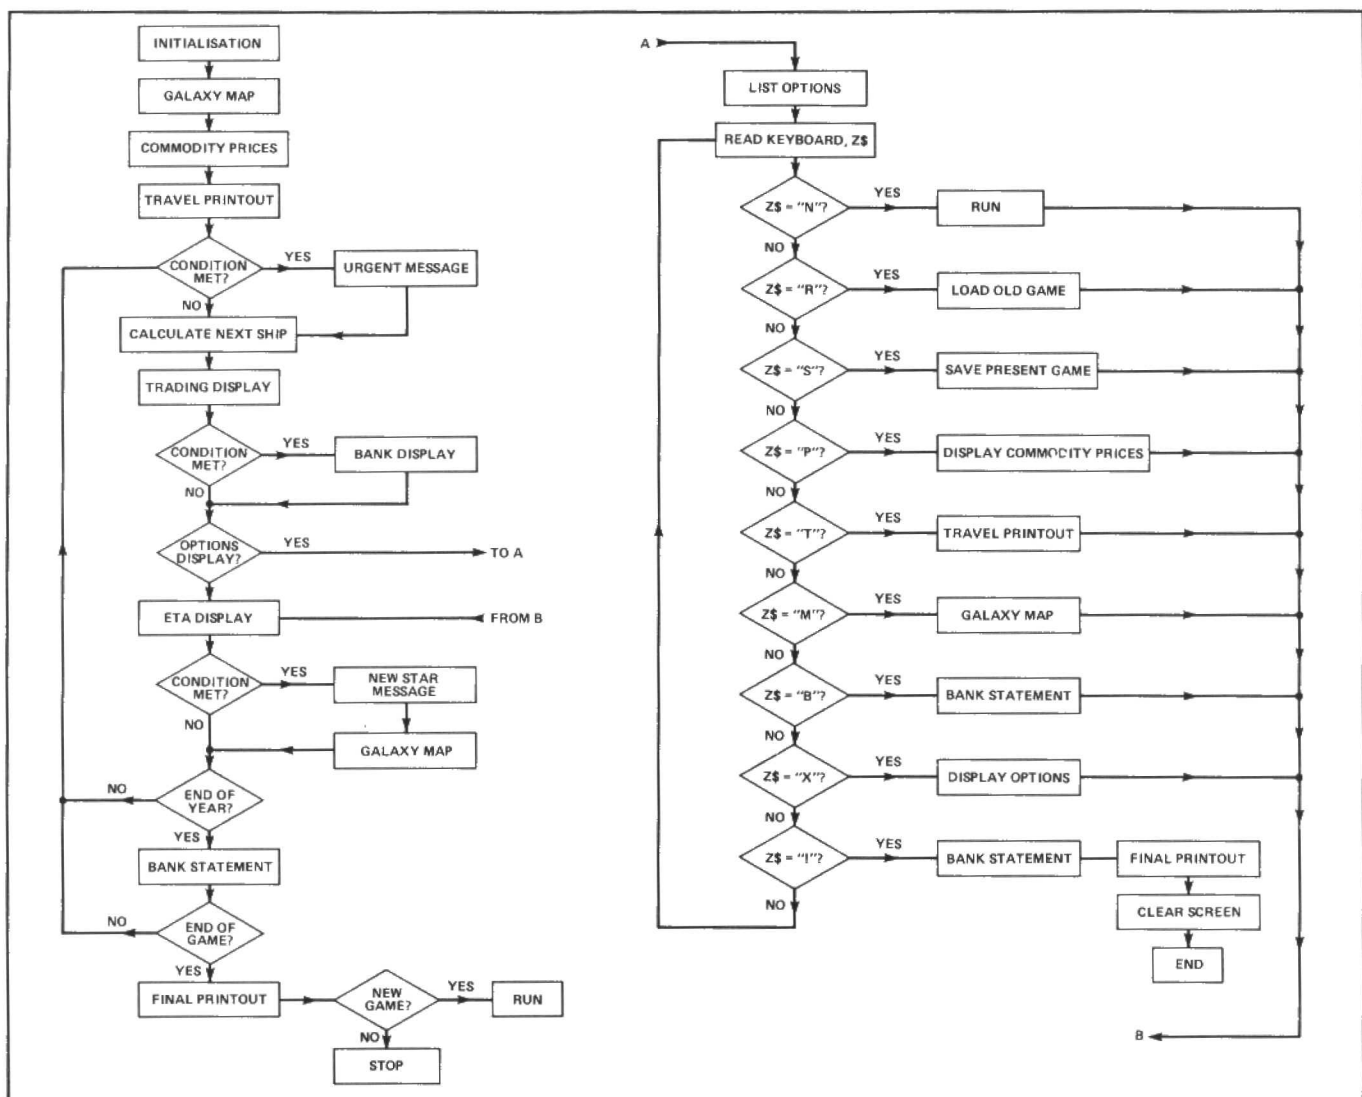 INITIALISATION
GALAXY MAP
COMMODITY PRICES
TRAVEL PRINTOUT
CONDITION
MET?
YES
URGENT MESSAGE
NO
CALCULATE NEXT SHIP
TRADING DISPLAY
CONDITION
MET?
YES
BANK DISPLAY
NO
OPTIONS
DISPLAY?
YES
TO A
ETA DISPLAY
FROM B
CONDITION
MET?
YES
NEW STAR
MESSAGE
NO
GALAXY MAP
END OF
YEAR?
NO
YES
BANK STATEMENT
END OF
GAME?
NO
YES
FINAL PRINTOUT
NEW
GAME?
YES
RUN
NO
STOP
A
LIST OPTIONS
READ KEYBOARD, Z$
Z$ = "N"?
YES
RUN
NO
Z$ = "R"?
YES
LOAD OLD GAME
NO
Z$ = "S"?
YES
SAVE PRESENT GAME
NO
Z$ = "P"?
YES
DISPLAY COMMODITY PRICES
NO
Z$ = "T"?
YES
TRAVEL PRINTOUT
NO
Z$ = "M"?
YES
GALAXY MAP
NO
Z$ = "B"?
YES
BANK STATEMENT
NO
Z$ = "X"?
YES
DISPLAY OPTIONS
NO
Z$ = "!"?
YES
BANK STATEMENT
FINAL PRINTOUT
NO
CLEAR SCREEN
END
B